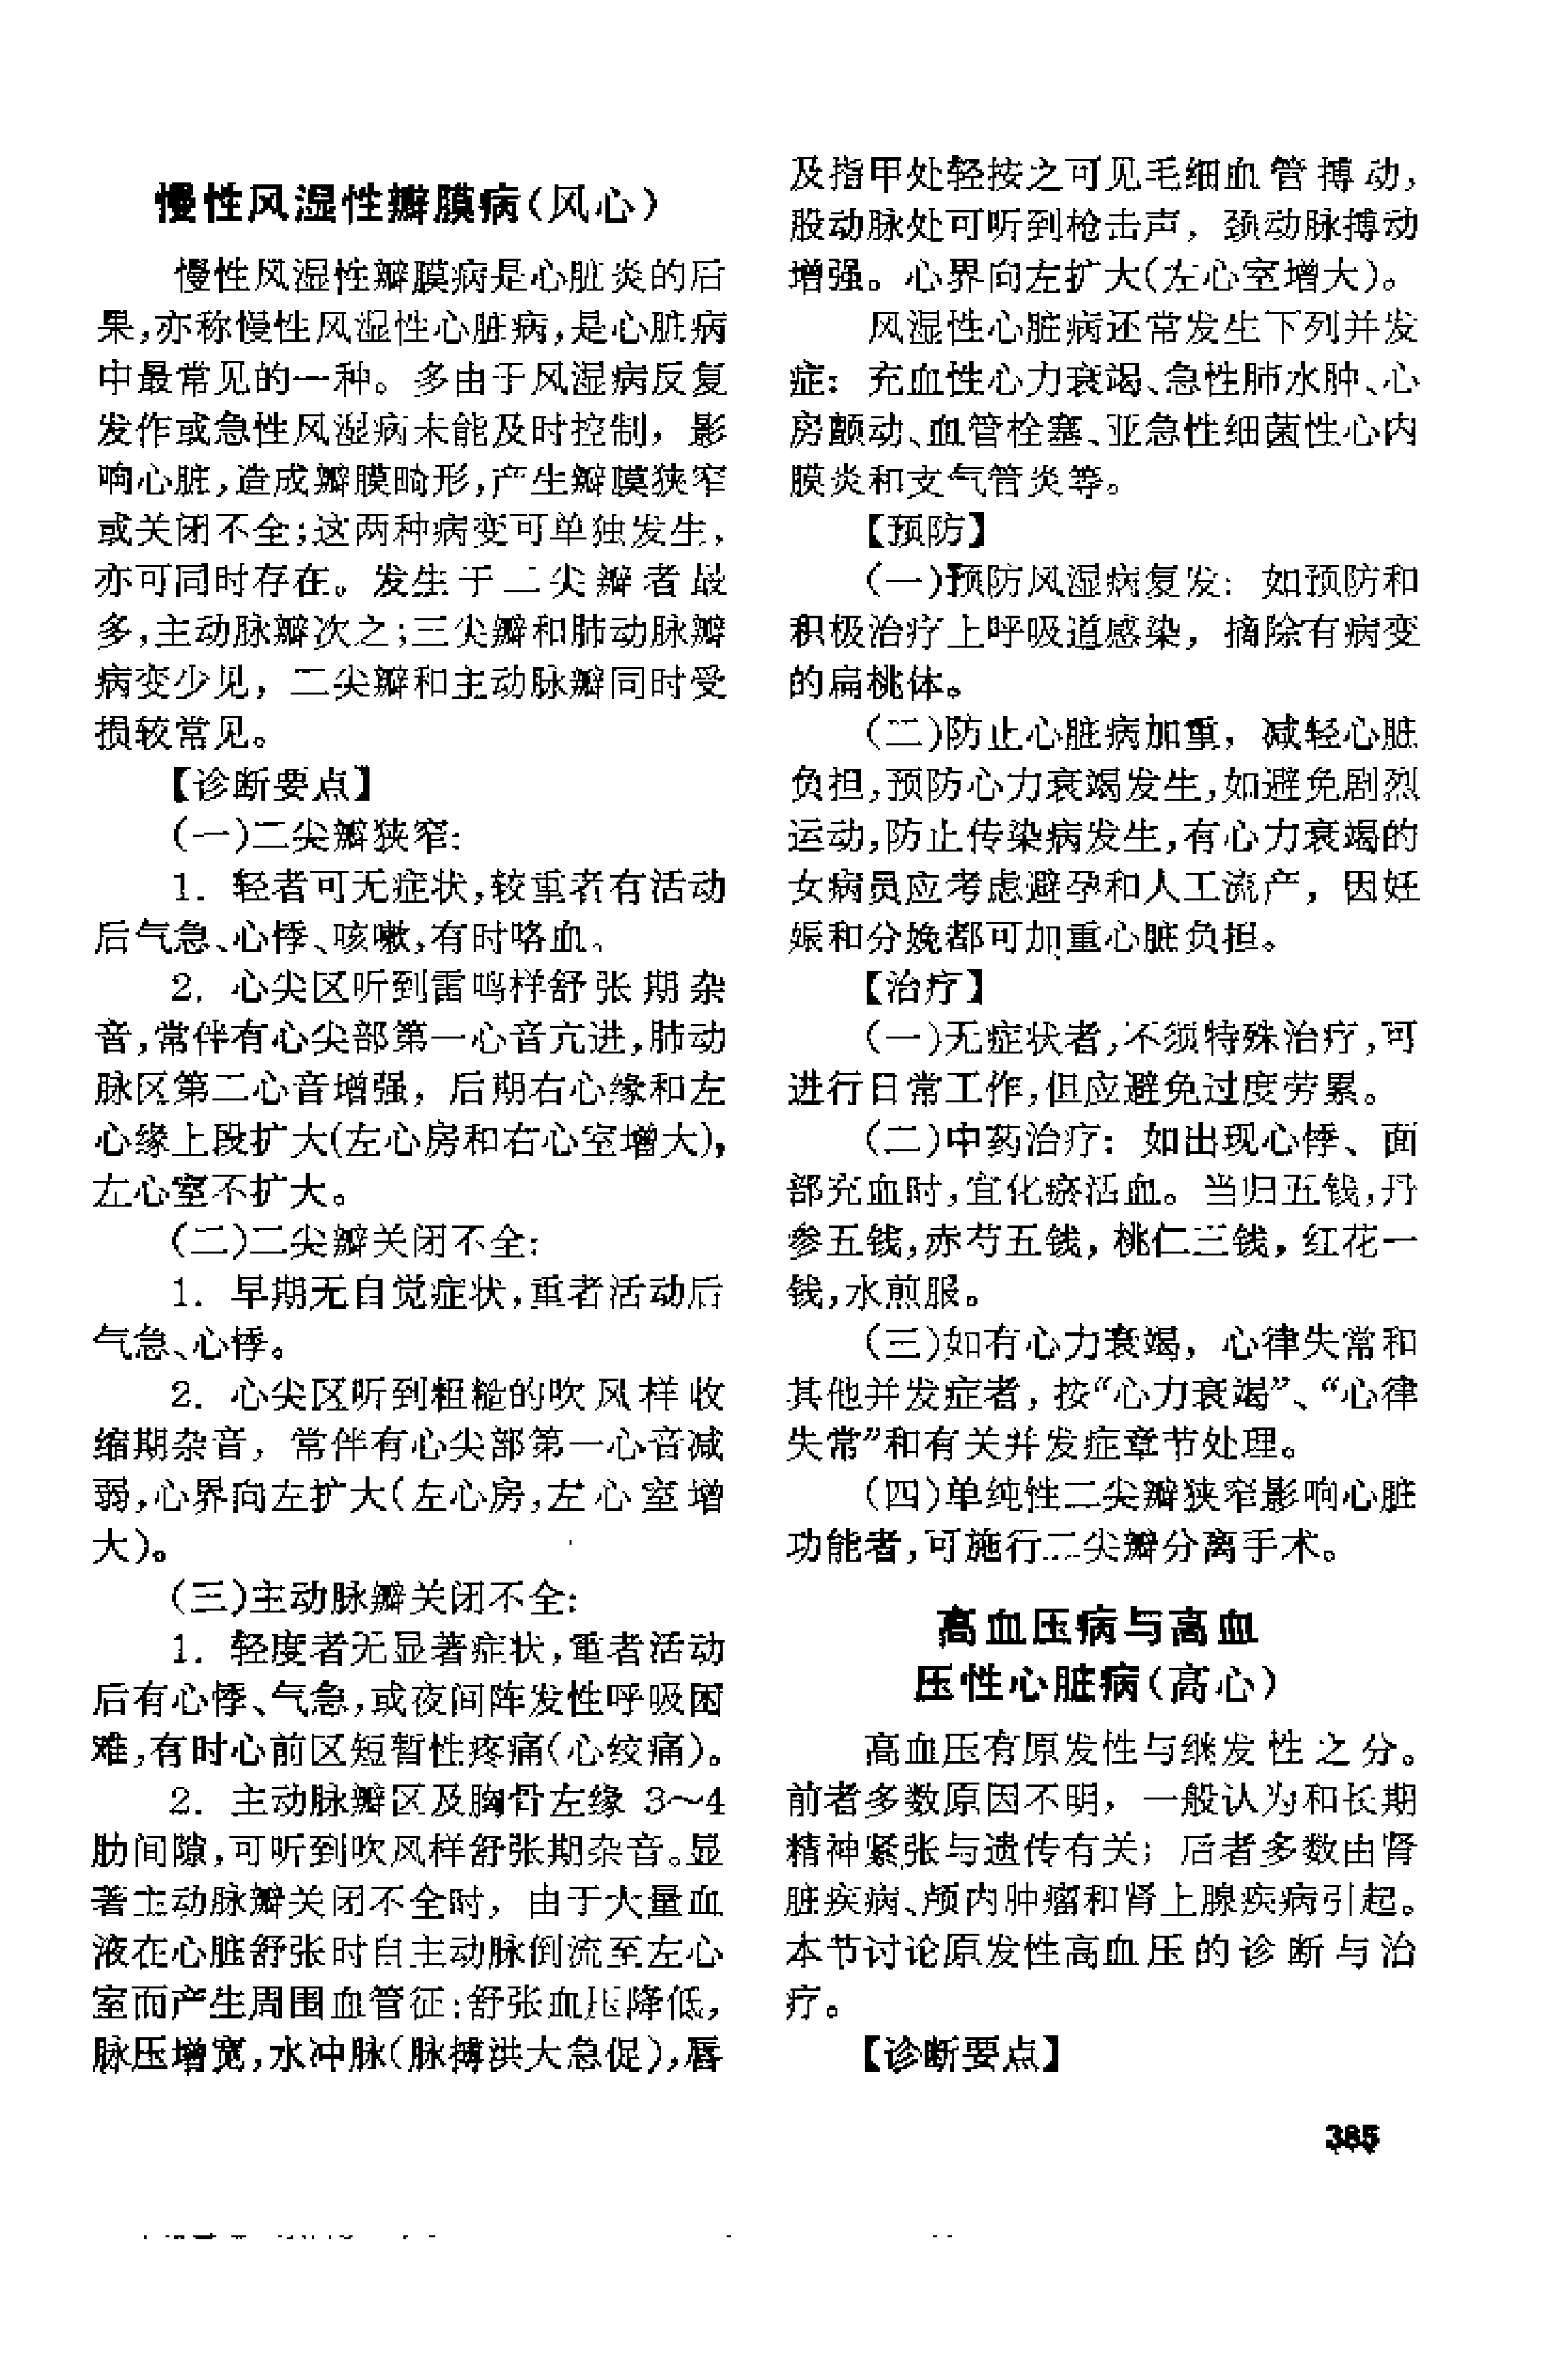 慢性风湿性瓣膜病(风心)
慢性风湿性瓣膜病是心脏炎的后
果,亦称慢性风湿性心脏病,是心脏病
中最常见的一种。多由于风湿病反复
发作或急性风湿病未能及时控制，影
响心脏,造成瓣膜畸形,产生瓣膜狭窄
或关闭不全;这两种病变可单独发生，
亦可同时存在。发生于二尖瓣者最
多,主动脉瓣次之;三尖瓣和肺动脉瓣
病变少见，二尖瓣和主动脉瓣同时受
损较常见。
【诊断要点】
(一)二尖瓣狭窄:
1. 轻者可无症状,较重者有活动
后气急、心悸、咳嗽,有时咯血。
2. 心尖区听到雷鸣样舒张期杂
音,常伴有心尖部第一心音亢进,肺动
脉区第二心音增强，后期右心缘和左
心缘上段扩大(左心房和右心室增大),
左心室不扩大。
(二)二尖瓣关闭不全:
1. 早期无自觉症状,重者活动后
气急、心悸。
2. 心尖区听到粗糙的吹风样收
缩期杂音，常伴有心尖部第一心音减
弱,心界向左扩大(左心房,左心室增
大)。
(三)主动脉瓣关闭不全:
1. 轻度者无显著症状,重者活动
后有心悸、气急,或夜间阵发性呼吸困
难,有时心前区短暂性疼痛(心绞痛)。
2. 主动脉瓣区及胸骨左缘 3～4
肋间隙,可听到吹风样舒张期杂音。显
著主动脉瓣关闭不全时，由于大量血
液在心脏舒张时自主动脉倒流至左心
室而产生周围血管征:舒张血压降低,
脉压增宽,水冲脉(脉搏洪大急促),唇
及指甲处轻按之可见毛细血管搏动,
股动脉处可听到枪击声，颈动脉搏动
增强。心界向左扩大(左心室增大)。
风湿性心脏病还常发生下列并发
症：充血性心力衰竭、急性肺水肿、心
房颤动、血管栓塞、亚急性细菌性心内
膜炎和支气管炎等。
【预防】
(一)预防风湿病复发：如预防和
积极治疗上呼吸道感染，摘除有病变
的扁桃体。
(二)防止心脏病加重，减轻心脏
负担,预防心力衰竭发生,如避免剧烈
运动,防止传染病发生,有心力衰竭的
女病员应考虑避孕和人工流产，因妊
娠和分娩都可加重心脏负担。
【治疗】
(一)无症状者,不须特殊治疗,可
进行日常工作,但应避免过度劳累。
(二)中药治疗：如出现心悸、面
部充血时,宜化瘀活血。当归五钱,丹
参五钱,赤芍五钱,桃仁三钱,红花一
钱,水煎服。
(三)如有心力衰竭，心律失常和
其他并发症者,按“心力衰竭”、“心律
失常”和有关并发症章节处理。
(四)单纯性二尖瓣狭窄影响心脏
功能者,可施行二尖瓣分离手术。
高血压病与高血
压性心脏病(高心)
高血压有原发性与继发性之分。
前者多数原因不明，一般认为和长期
精神紧张与遗传有关；后者多数由肾
脏疾病、颅内肿瘤和肾上腺疾病引起。
本节讨论原发性高血压的诊断与治
疗。
【诊断要点】
385